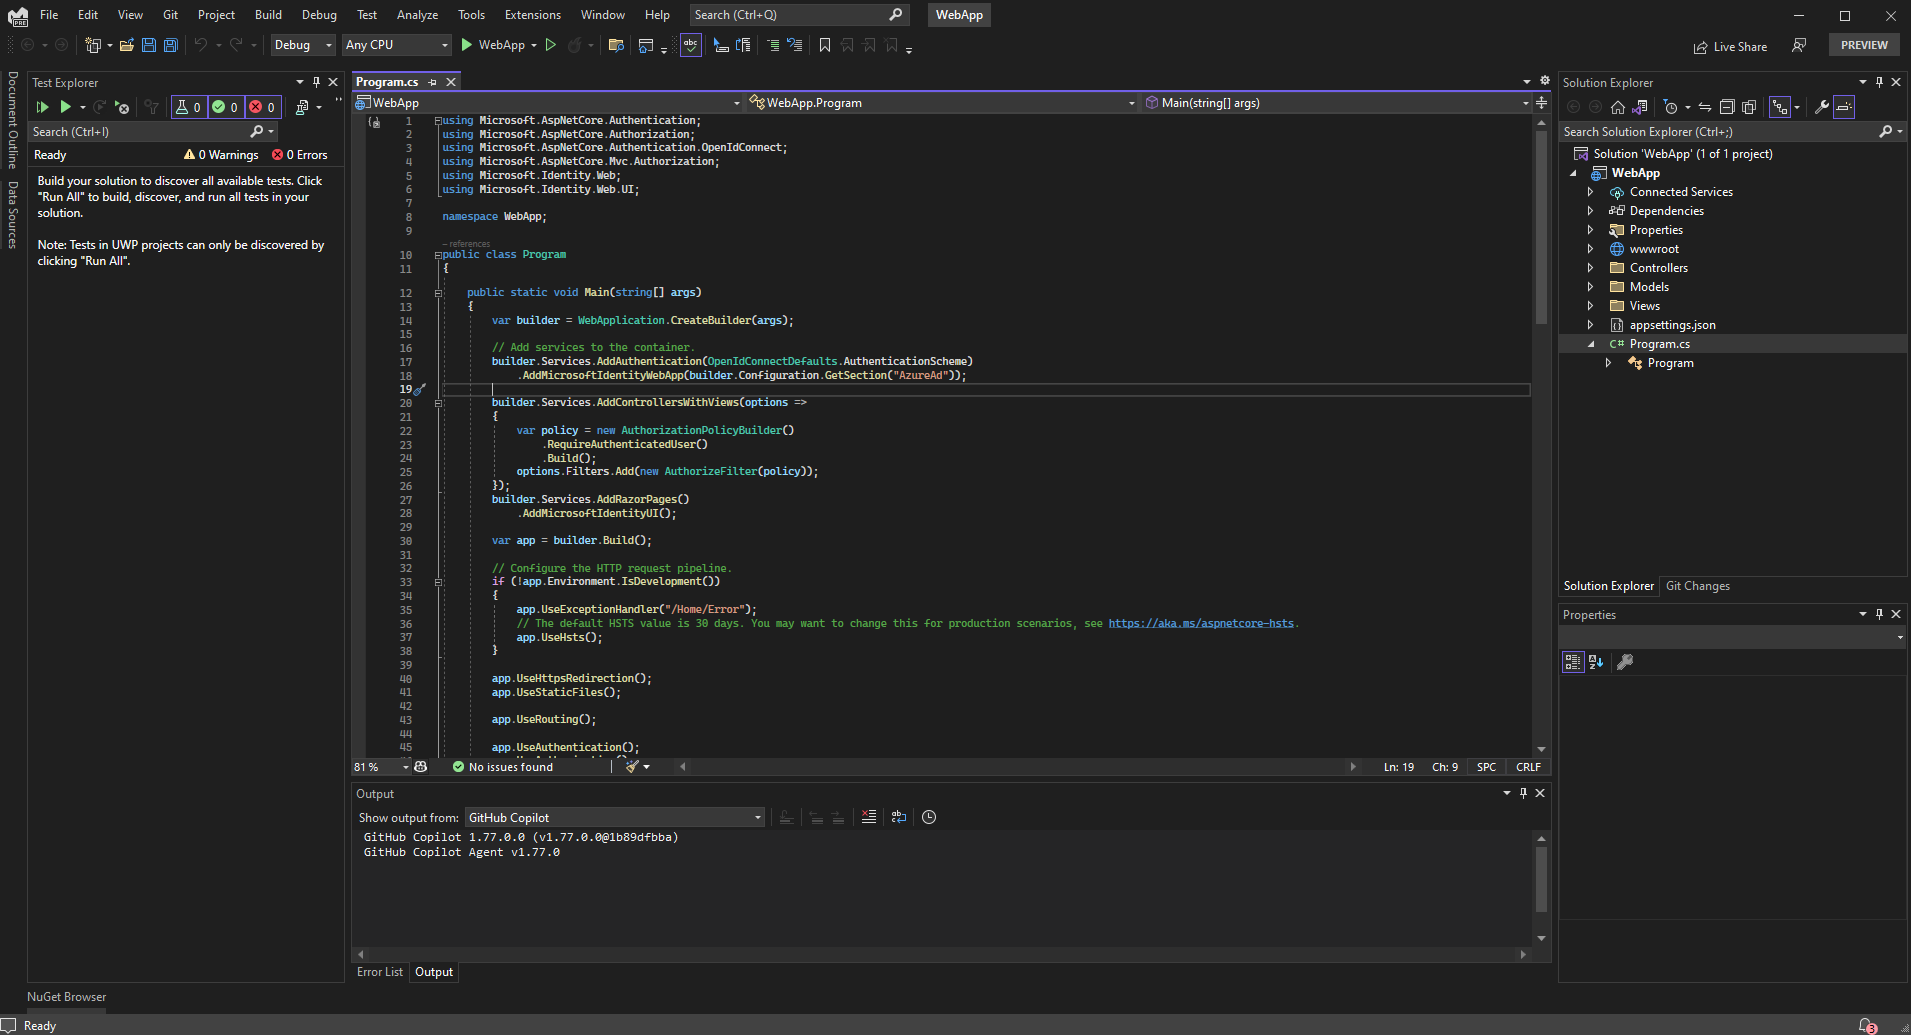 File Edit View Git Project Build Debug Test Analyze Tools Extensions Window Help Search (Ctrl+Q) WebApp
Debug Any CPU WebApp Live Share PREVIEW
Document Outline
Data Sources
Test Explorer
0 0 0
Search (Ctrl+I)
Ready 0 Warnings 0 Errors
Build your solution to discover all available tests. Click
"Run All" to build, discover, and run all tests in your
solution.
Note: Tests in UWP projects can only be discovered by
clicking "Run All".
Program.cs
WebApp WebApp.Program Main(string[] args)
1 using Microsoft.AspNetCore.Authentication;
2 using Microsoft.AspNetCore.Authorization;
3 using Microsoft.AspNetCore.Authentication.OpenIdConnect;
4 using Microsoft.AspNetCore.Mvc.Authorization;
5 using Microsoft.Identity.Web;
6 using Microsoft.Identity.Web.UI;
7
8 namespace WebApp;
9
– references
10 public class Program
11 {
12 public static void Main(string[] args)
13 {
14 var builder = WebApplication.CreateBuilder(args);
15
16 // Add services to the container.
17 builder.Services.AddAuthentication(OpenIdConnectDefaults.AuthenticationScheme)
18 .AddMicrosoftIdentityWebApp(builder.Configuration.GetSection("AzureAd"));
19
20 builder.Services.AddControllersWithViews(options =>
21 {
22 var policy = new AuthorizationPolicyBuilder()
23 .RequireAuthenticatedUser()
24 .Build();
25 options.Filters.Add(new AuthorizeFilter(policy));
26 });
27 builder.Services.AddRazorPages()
28 .AddMicrosoftIdentityUI();
29
30 var app = builder.Build();
31
32 // Configure the HTTP request pipeline.
33 if (!app.Environment.IsDevelopment())
34 {
35 app.UseExceptionHandler("/Home/Error");
36 // The default HSTS value is 30 days. You may want to change this for production scenarios, see https://aka.ms/aspnetcore-hsts.
37 app.UseHsts();
38 }
39
40 app.UseHttpsRedirection();
41 app.UseStaticFiles();
42
43 app.UseRouting();
44
45 app.UseAuthentication();
81 % No issues found Ln: 19 Ch: 9 SPC CRLF
Output
Show output from: GitHub Copilot
GitHub Copilot 1.77.0.0 (v1.77.0.0@1b89dfbba)
GitHub Copilot Agent v1.77.0
Error List Output
Solution Explorer
Search Solution Explorer (Ctrl+;)
Solution 'WebApp' (1 of 1 project)
WebApp
Connected Services
Dependencies
Properties
wwwroot
Controllers
Models
Views
appsettings.json
C# Program.cs
Program
Solution Explorer Git Changes
Properties
NuGet Browser
Ready 3